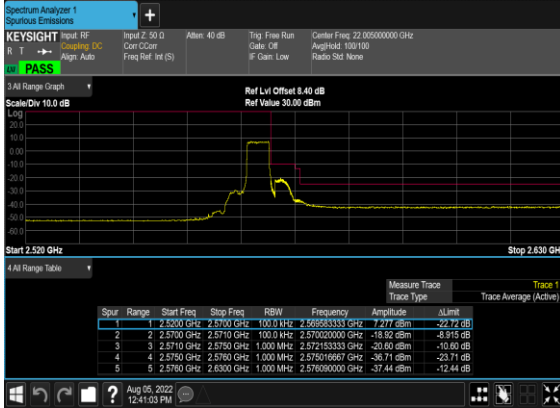 Spectrum Analyzer 1
Spurious Emissions
KEYSIGHT Input: RF Input Z: 50 Ω Atten: 40 dB Trig: Free Run Center Freq: 22.005000000 GHz
R T Coupling: DC Corr CCorr Gate: Off Avg|Hold: 100/100
Align: Auto Freq Ref: Int (S) IF Gain: Low Radio Std: None
PASS
3 All Range Graph
Ref Lvl Offset 8.40 dB
Scale/Div 10.0 dB Ref Value 30.00 dBm
Log
20.0
10.0
0.00
-10.0
-20.0
-30.0
-40.0
-50.0
-60.0
Start 2.520 GHz Stop 2.630 GH
4 All Range Table
Measure Trace Trace 1
Trace Type Trace Average (Active)
Spur Range Start Freq Stop Freq RBW Frequency Amplitude ΔLimit
1 1 2.5200 GHz 2.5700 GHz 100.0 kHz 2.569583333 GHz 7.277 dBm -22.72 dB
2 2 2.5700 GHz 2.5710 GHz 100.0 kHz 2.570020000 GHz -18.92 dBm -8.915 dB
3 3 2.5710 GHz 2.5750 GHz 1.000 MHz 2.572153333 GHz -20.60 dBm -10.60 dB
4 4 2.5750 GHz 2.5760 GHz 1.000 MHz 2.575016667 GHz -36.71 dBm -23.71 dB
5 5 2.5760 GHz 2.6300 GHz 1.000 MHz 2.576090000 GHz -37.44 dBm -12.44 dB
Aug 05, 2022
12:41:03 PM